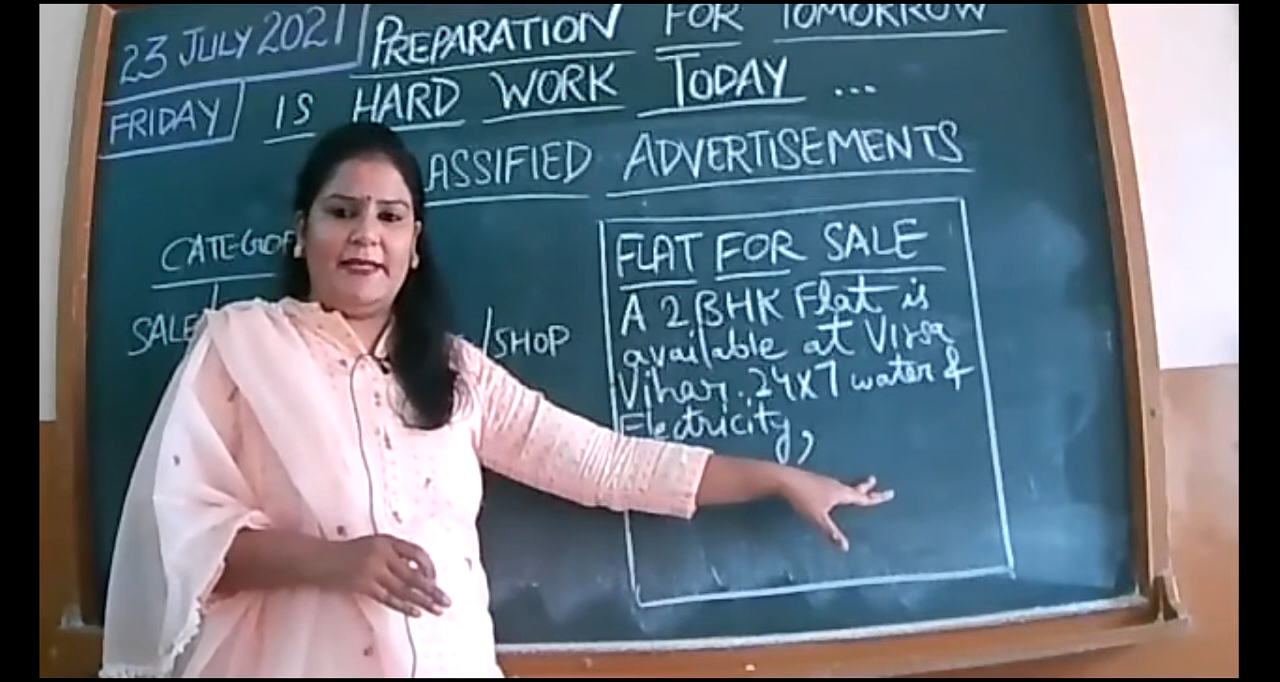 23 JULY 2021
FRIDAY
PREPARATION FOR TOMORROW
IS HARD WORK TODAY ...
ASSIFIED ADVERTISEMENTS
CATEGOR
SALE
/SHOP
FLAT FOR SALE
A 2 BHK Flat is
available at Virsa
Vihar. 24x7 water &
Electricity,